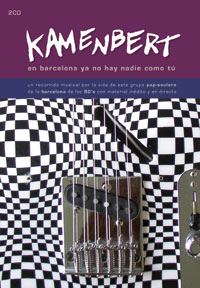 2CD
KAMENBERT
en barcelona ya no hay nadie como tú
un recorrido musical por la vida de este grupo pop-soulero
de la barcelona de los 80's con material inédito y en directo